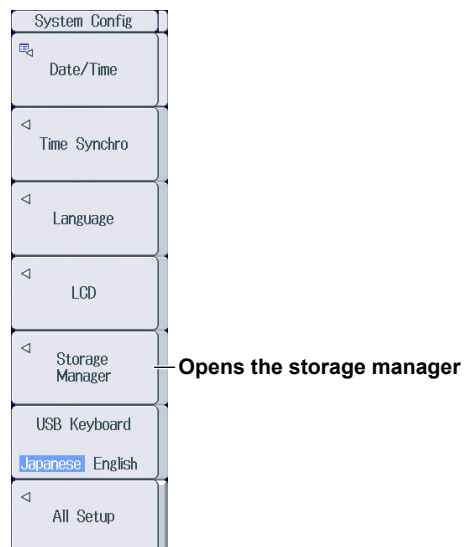 System Config
Date/Time
Time Synchro
Language
LCD
Storage
Manager
Opens the storage manager
USB Keyboard
Japanese English
All Setup